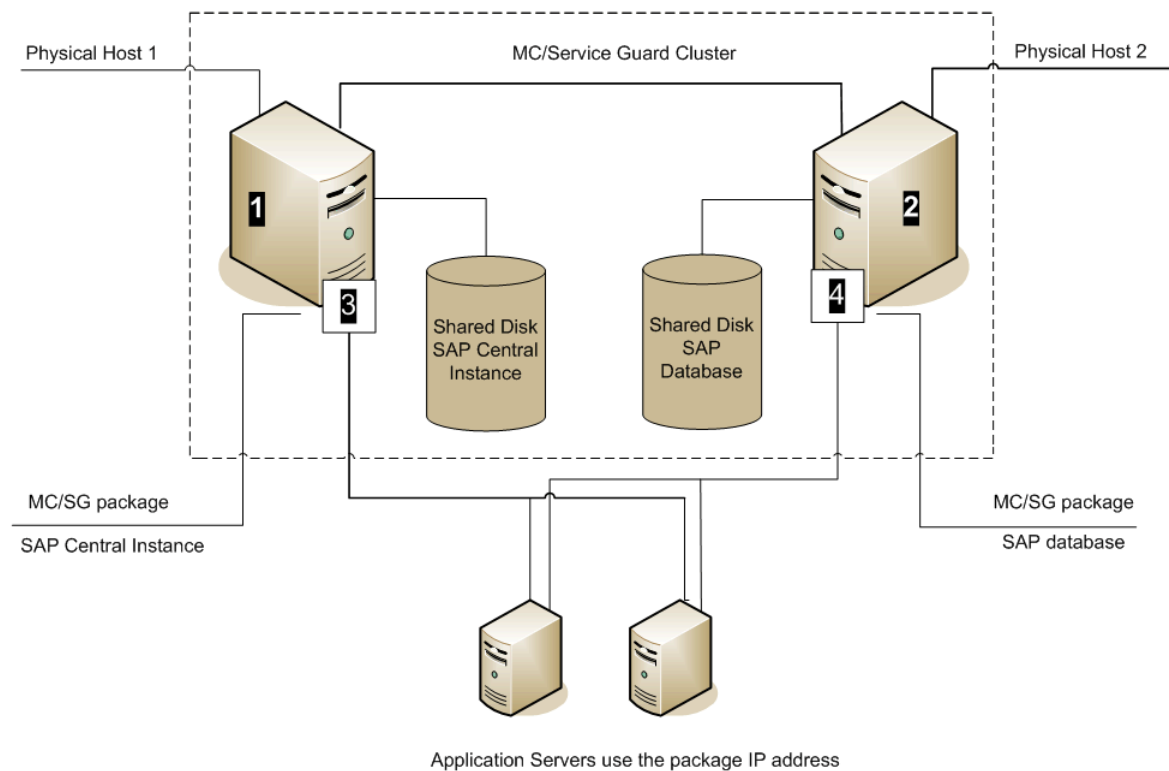 Physical Host 1
MC/Service Guard Cluster
Physical Host 2
1
2
3
4
Shared Disk
SAP Central
Instance
Shared Disk
SAP
Database
MC/SG package
SAP Central Instance
MC/SG package
SAP database
Application Servers use the package IP address